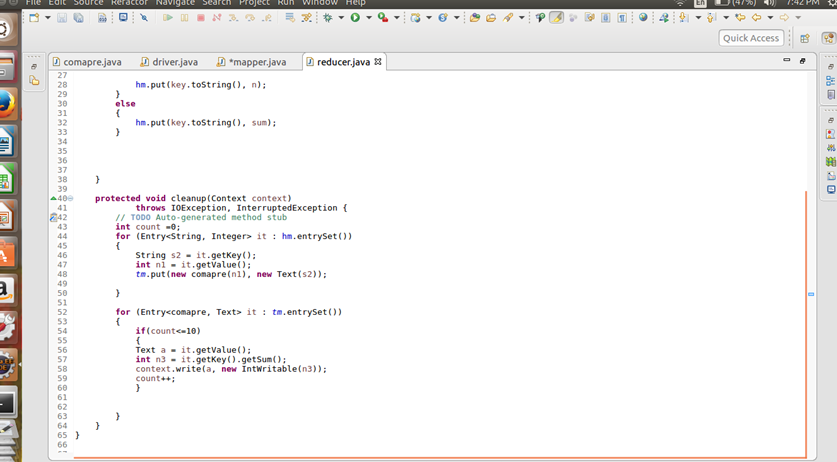 File Edit Source Refactor Navigate Search Project Run Window Help
En (47%) 7:42 PM
Quick Access
comapre.java driver.java *mapper.java reducer.java
27
28 hm.put(key.toString(), n);
29 }
30 else
31 {
32 hm.put(key.toString(), sum);
33 }
34
35
36
37
38 }
39
40 protected void cleanup(Context context)
41 throws IOException, InterruptedException {
42 // TODO Auto-generated method stub
43 int count =0;
44 for (Entry<String, Integer> it : hm.entrySet())
45 {
46 String s2 = it.getKey();
47 int n1 = it.getValue();
48 tm.put(new comapre(n1), new Text(s2));
49
50 }
51
52 for (Entry<comapre, Text> it : tm.entrySet())
53 {
54 if(count<=10)
55 {
56 Text a = it.getValue();
57 int n3 = it.getKey().getSum();
58 context.write(a, new IntWritable(n3));
59 count++;
60 }
61
62
63 }
64 }
65 }
66